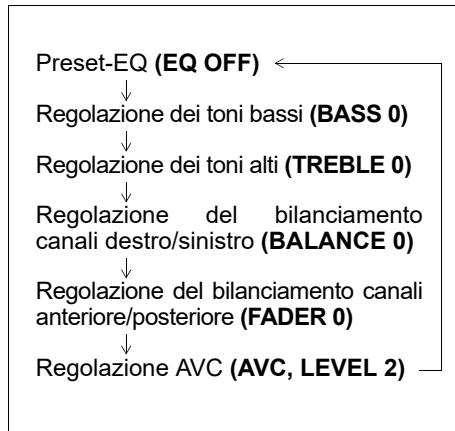 Preset-EQ (EQ OFF)
Regolazione dei toni bassi (BASS 0)
Regolazione dei toni alti (TREBLE 0)
Regolazione del bilanciamento
canali destro/sinistro (BALANCE 0)
Regolazione del bilanciamento canali
anteriore/posteriore (FADER 0)
Regolazione AVC (AVC, LEVEL 2)